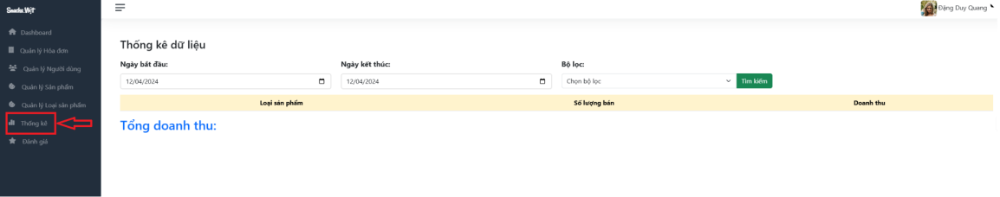 Snacks Việt
Đặng Duy Quang
Dashboard
Quản lý Hóa đơn
Quản lý Người dùng
Quản lý Sản phẩm
Quản lý Loại sản phẩm
Thống kê
Đánh giá
Thống kê dữ liệu
Ngày bắt đầu: Ngày kết thúc: Bộ lọc:
12/04/2024 12/04/2024 Chọn bộ lọc Tìm kiếm
Loại sản phẩm Số lượng bán Doanh thu
Tổng doanh thu: